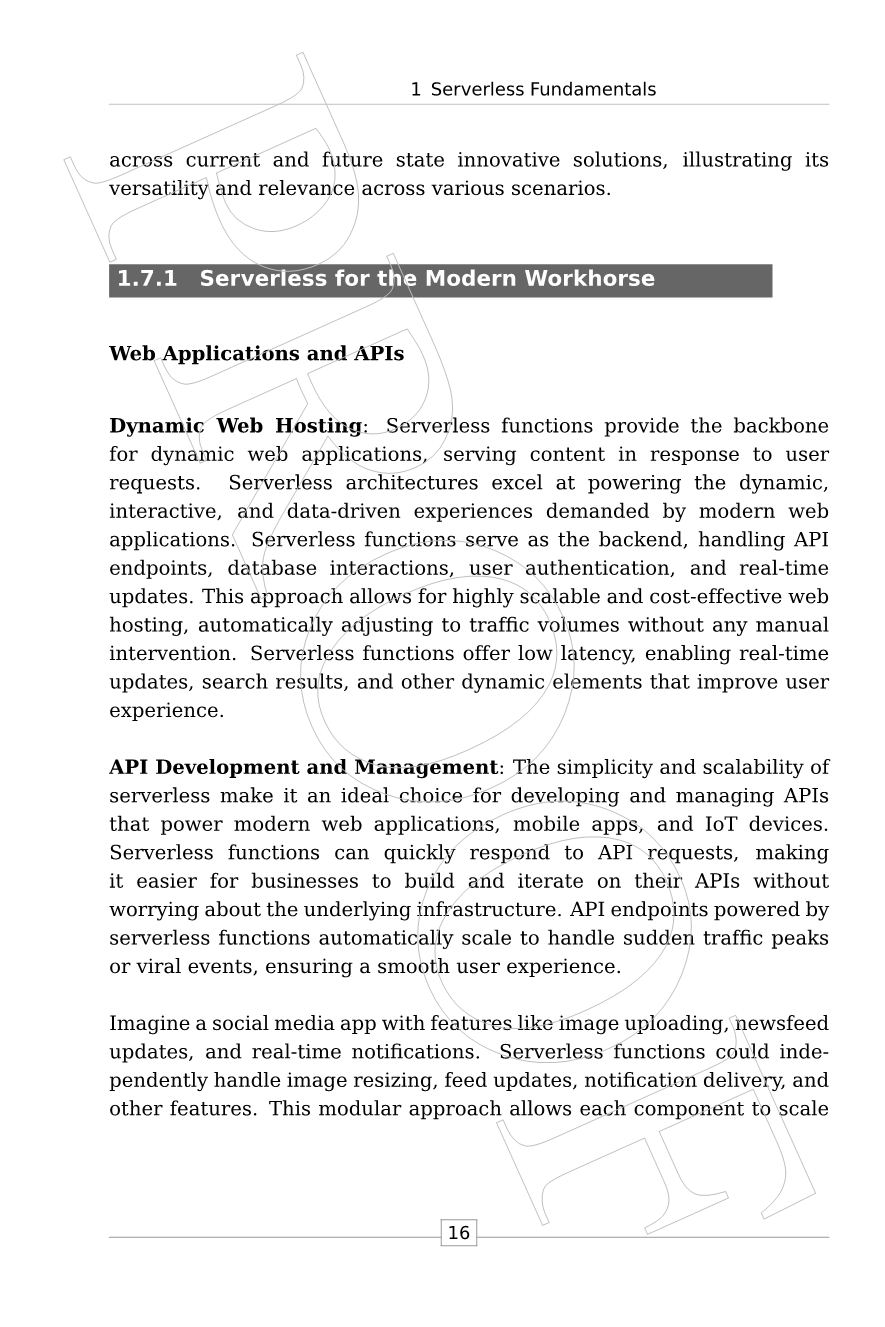 1 Serverless Fundamentals
across current and future state innovative solutions, illustrating its
versatility and relevance across various scenarios.
1.7.1 Serverless for the Modern Workhorse
Web Applications and APIs
Dynamic Web Hosting: Serverless functions provide the backbone
for dynamic web applications, serving content in response to user
requests. Serverless architectures excel at powering the dynamic,
interactive, and data-driven experiences demanded by modern web
applications. Serverless functions serve as the backend, handling API
endpoints, database interactions, user authentication, and real-time
updates. This approach allows for highly scalable and cost-effective web
hosting, automatically adjusting to traffic volumes without any manual
intervention. Serverless functions offer low latency, enabling real-time
updates, search results, and other dynamic elements that improve user
experience.
API Development and Management: The simplicity and scalability of
serverless make it an ideal choice for developing and managing APIs
that power modern web applications, mobile apps, and IoT devices.
Serverless functions can quickly respond to API requests, making
it easier for businesses to build and iterate on their APIs without
worrying about the underlying infrastructure. API endpoints powered by
serverless functions automatically scale to handle sudden traffic peaks
or viral events, ensuring a smooth user experience.
Imagine a social media app with features like image uploading, newsfeed
updates, and real-time notifications. Serverless functions could inde-
pendently handle image resizing, feed updates, notification delivery, and
other features. This modular approach allows each component to scale
16
PROOF